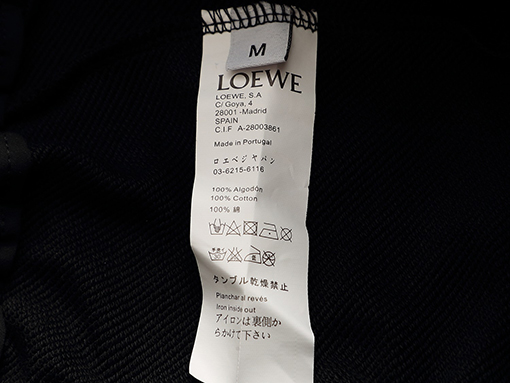 M
LOEWE
LOEWE, S.A
C/ Goya, 4
28001 -Madrid
SPAIN
C.I.F A-28003861
Made in Portugal
ロエベジャパン
03-6215-6116
100% Algodón
100% Cotton
100% 綿
タンブル乾燥禁止
Planchar al revés
Iron inside out
アイロンは裏側か
らかけて下さい